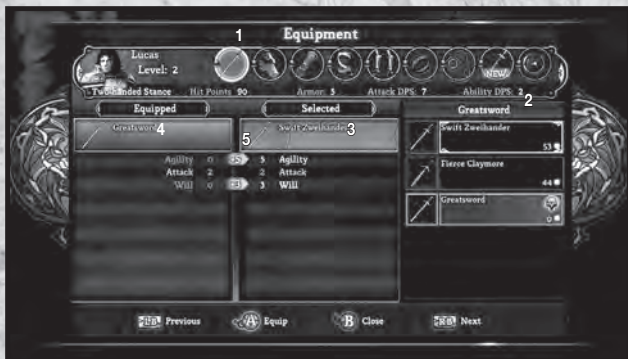 1
Equipment
Lucas
Level: 2
NEW
Two-handed Stance Hit Points 90 Armor: 5 Attack DPS: 7 Ability DPS: 2
2
Equipped
Selected
Greatsword
Greatsword 4
5 Swift Zweihander 3
Swift Zweihander
53
Agility 0 +5 5 Agility
Attack 2 2 Attack
Will 0 +3 3 Will
Fierce Claymore
44
Greatsword
0
Previous
A Equip
B Close
Next